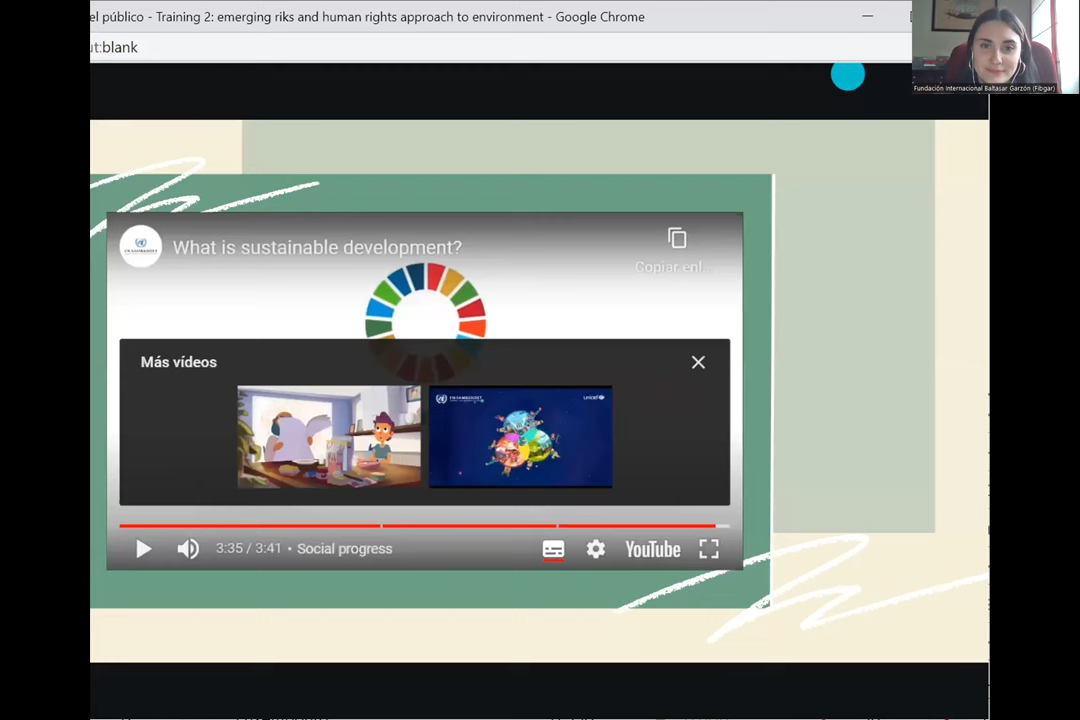 el público - Training 2: emerging riks and human rights approach to environment - Google Chrome
ut:blank
Fundación Internacional Baltasar Garzón (Fibgar)
What is sustainable development?
Copiar enl...
Más vídeos
unicef
3:35 / 3:41 • Social progress
YouTube